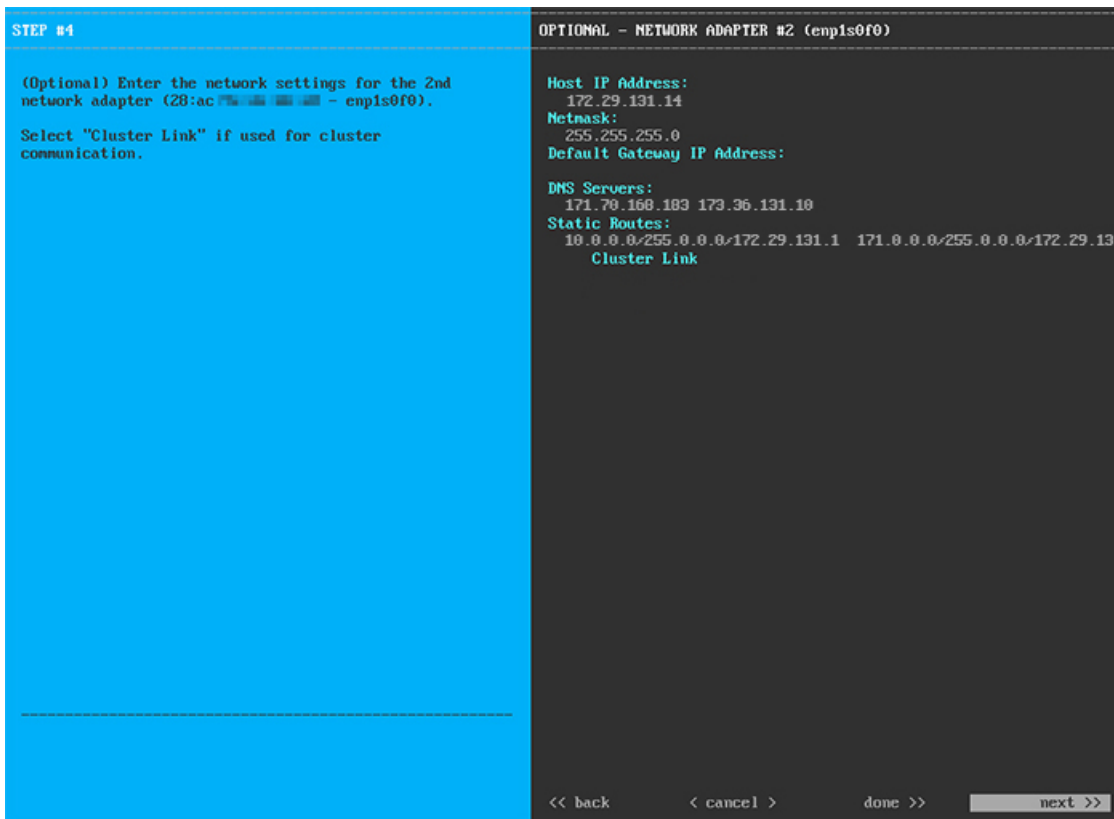 STEP #4
(Optional) Enter the network settings for the 2nd
network adapter (28:ac - enp1s0f0).
Select "Cluster Link" if used for cluster
communication.
OPTIONAL - NETWORK ADAPTER #2 (enp1s0f0)
Host IP Address:
172.29.131.14
Netmask:
255.255.255.0
Default Gateway IP Address:
DNS Servers:
171.70.168.183 173.36.131.10
Static Routes:
10.0.0.0/255.0.0.0/172.29.131.1 171.0.0.0/255.0.0.0/172.29.13
Cluster Link
<< back < cancel > done >> next >>